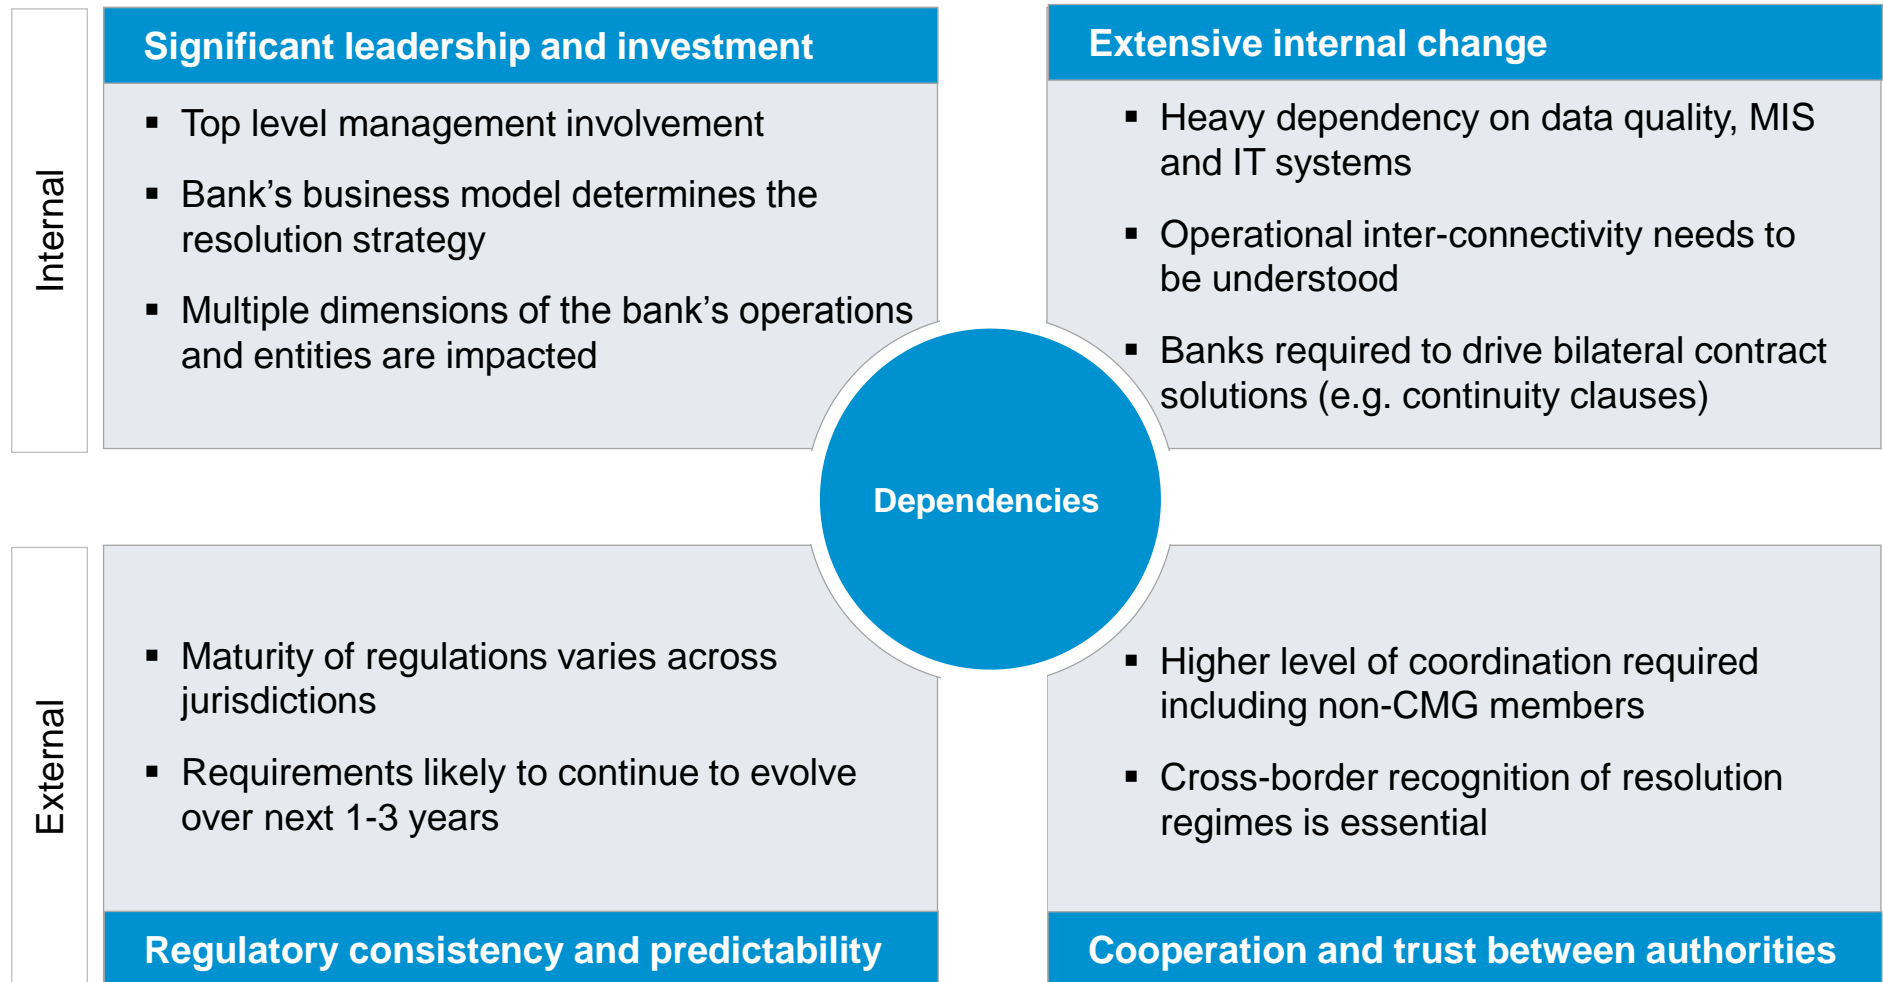 Internal
Significant leadership and investment
▪ Top level management involvement
▪ Bank’s business model determines the
resolution strategy
▪ Multiple dimensions of the bank’s operations
and entities are impacted
Extensive internal change
▪ Heavy dependency on data quality, MIS
and IT systems
▪ Operational inter-connectivity needs to
be understood
▪ Banks required to drive bilateral contract
solutions (e.g. continuity clauses)
Dependencies
External
▪ Maturity of regulations varies across
jurisdictions
▪ Requirements likely to continue to evolve
over next 1-3 years
Regulatory consistency and predictability
▪ Higher level of coordination required
including non-CMG members
▪ Cross-border recognition of resolution
regimes is essential
Cooperation and trust between authorities